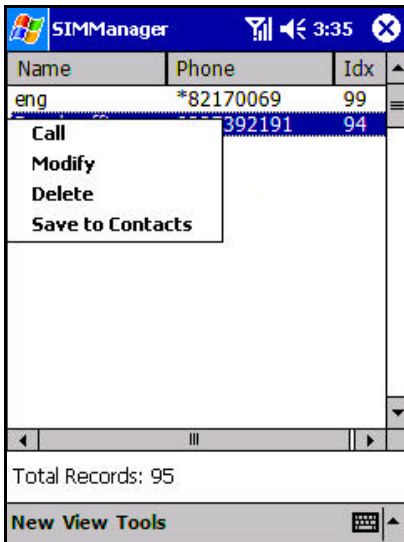 SIMManager 3:35
Name Phone Idx
eng *82170069 99
392191 94
Call
Modify
Delete
Save to Contacts
Total Records: 95
New View Tools